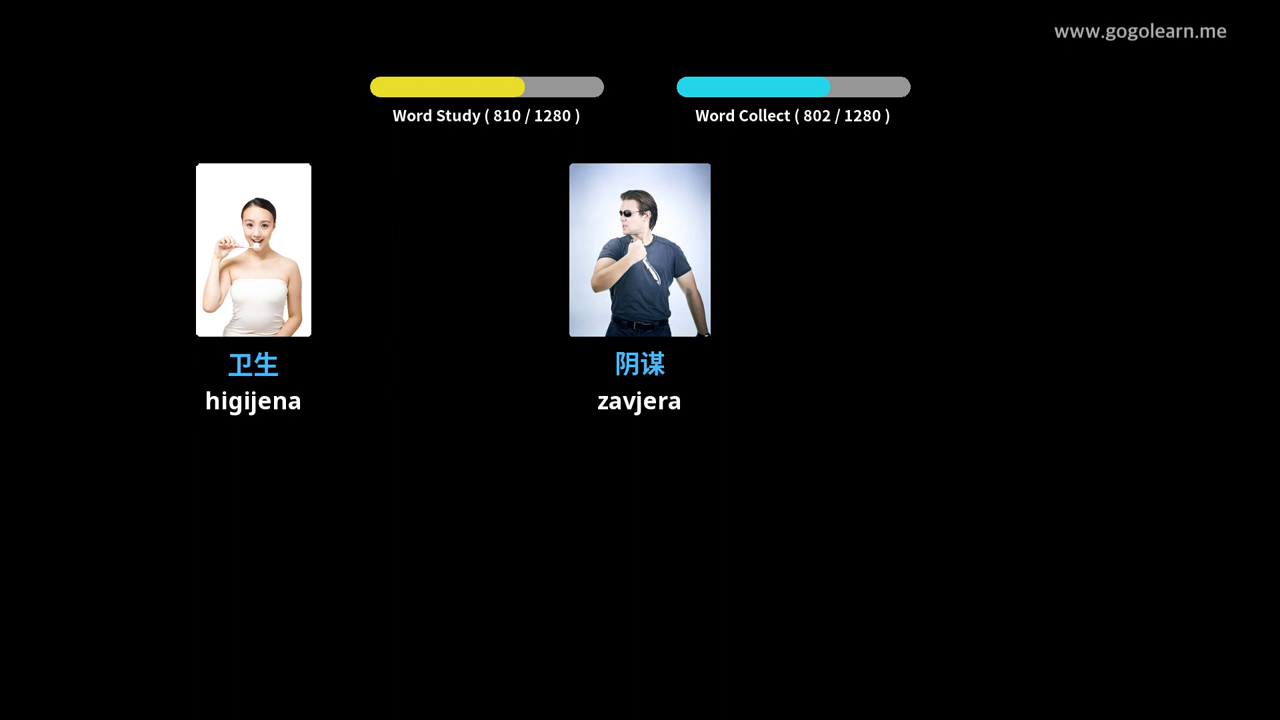 www.gogolearn.me
Word Study ( 810 / 1280 )
Word Collect ( 802 / 1280 )
卫生
higijena
阴谋
zavjera